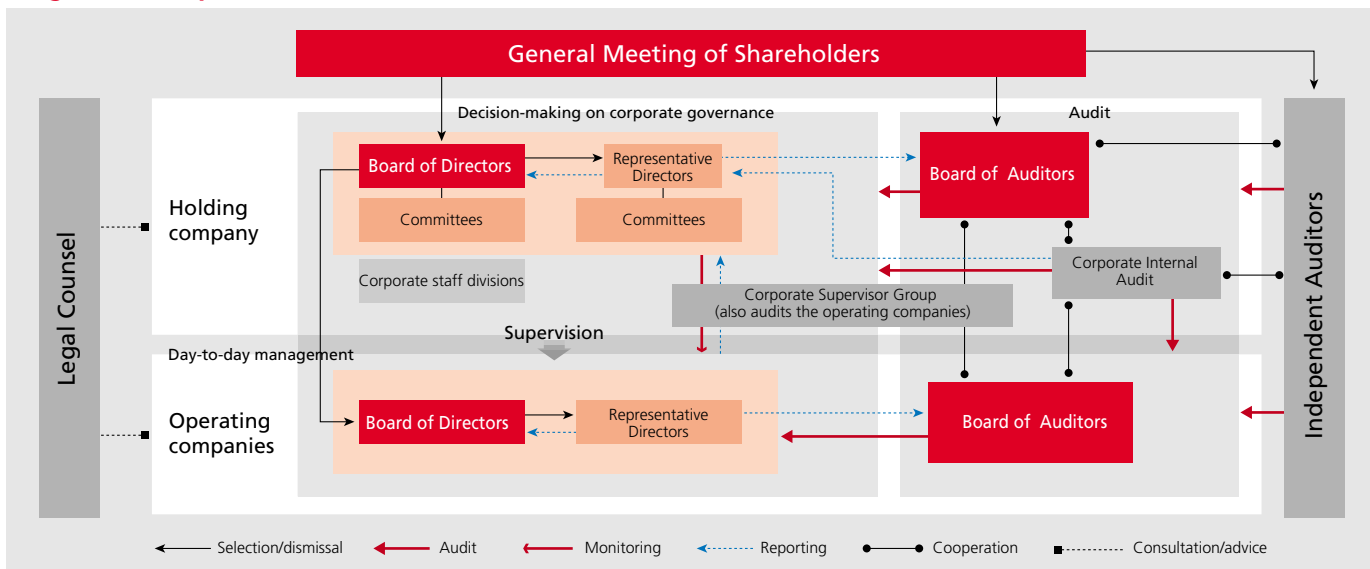 General Meeting of Shareholders
Decision-making on corporate governance
Audit
Board of Directors
Representative
Directors
Board of Auditors
Committees
Committees
Holding
company
Corporate staff divisions
Corporate Internal
Audit
Corporate Supervisor Group
(also audits the operating companies)
Supervision
Day-to-day management
Legal Counsel
Independent Auditors
Operating
companies
Board of Directors
Representative
Directors
Board of Auditors
Selection/dismissal
Audit
Monitoring
Reporting
Cooperation
Consultation/advice